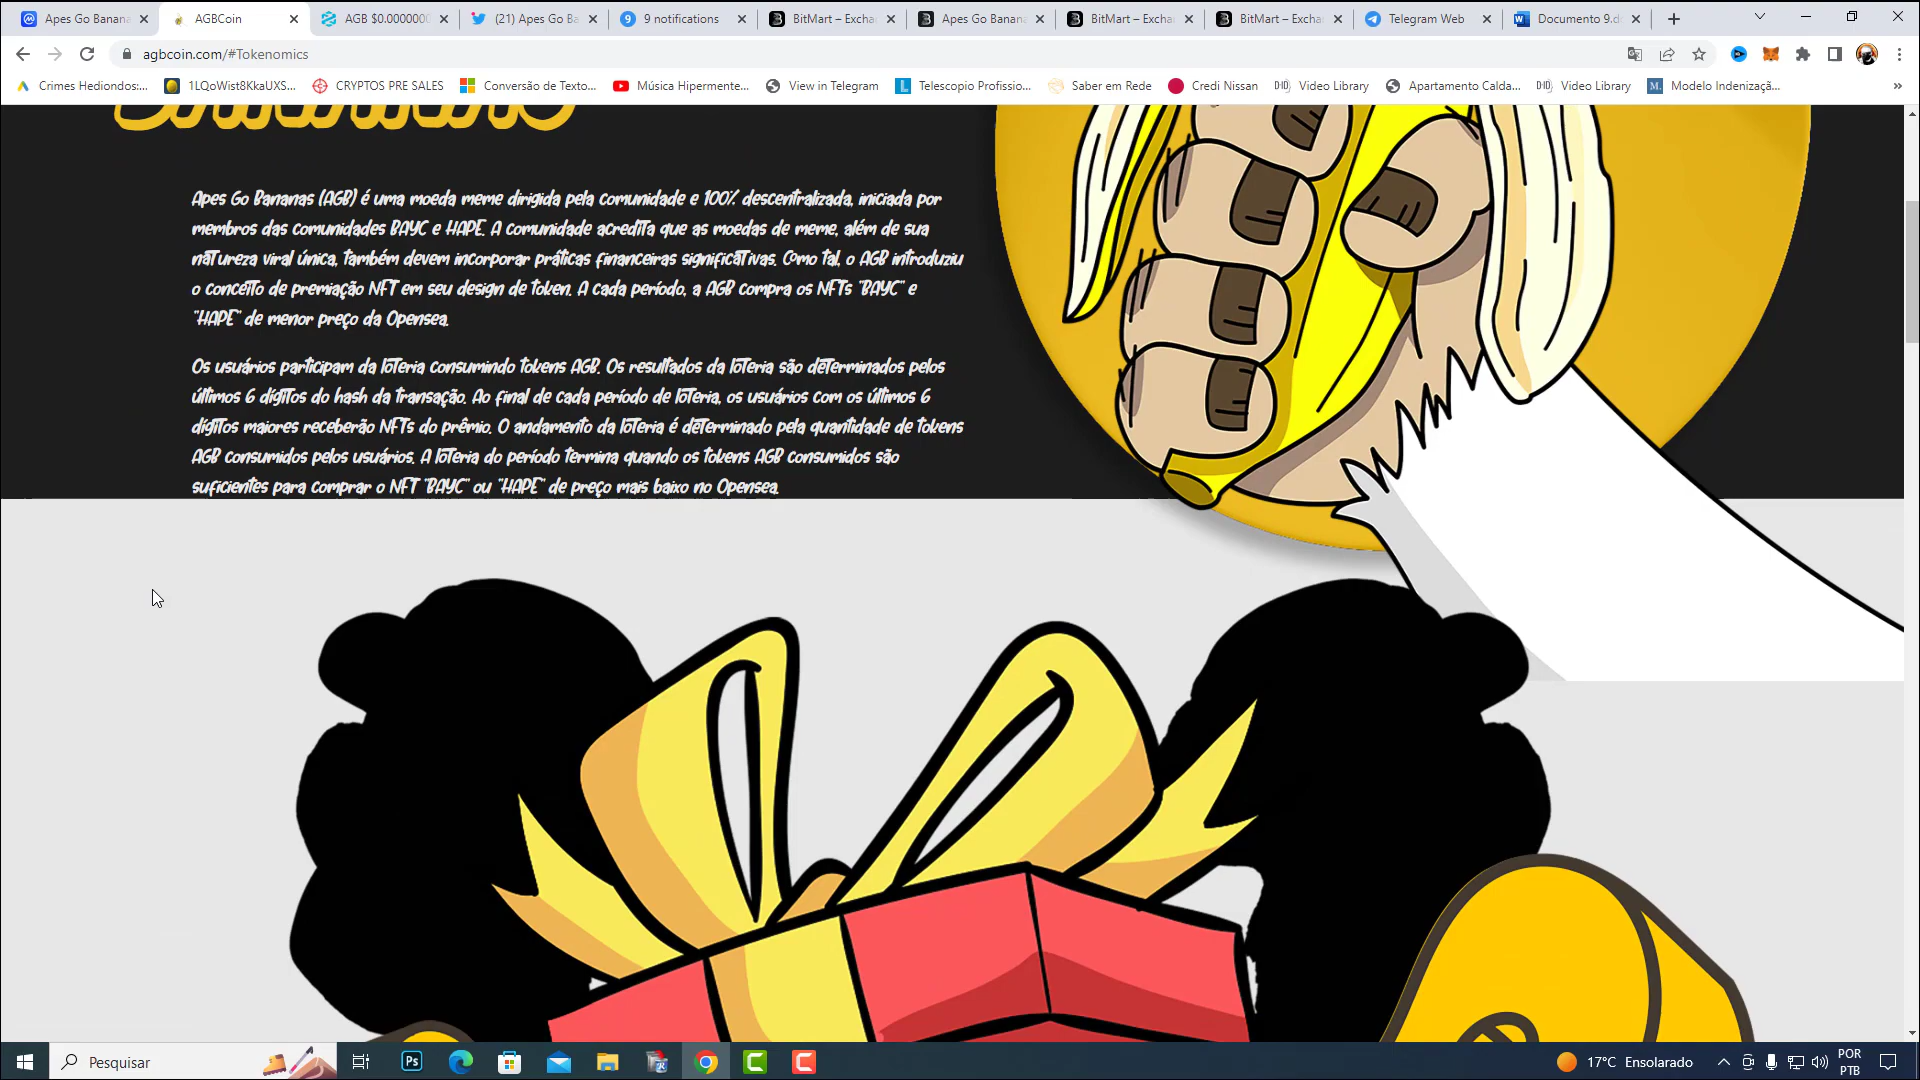 Apes Go Banana
AGBCoin
AGB $0.0000000
(21) Apes Go Ba
9 notifications
BitMart – Excha
Apes Go Banana
BitMart – Excha
BitMart – Excha
Telegram Web
Documento 9.d
agbcoin.com/#Tokenomics
Crimes Hediondos:...
1LQoWist8KkaUXS...
CRYPTOS PRE SALES
Conversão de Texto...
Música Hipermente...
View in Telegram
Telescopio Profissio...
Saber em Rede
Credi Nissan
Video Library
Apartamento Calda...
Video Library
Modelo Indenizaçã...
Apes Go Bananas (AGB) é uma moeda meme dirigida pela comunidade e 100% descentralizada, iniciada por
membros das comunidades BAYC e HAPE. A comunidade acredita que as moedas de meme, além de sua
natureza viral única, também devem incorporar práticas financeiras significativas. Como tal, o AGB introduziu
o conceito de premiação NFT em seu design de token. A cada período, a AGB compra os NFTs "BAYC" e
"HAPE" de menor preço da Opensea.
Os usuários participam da loteria consumindo tokens AGB. Os resultados da loteria são determinados pelos
últimos 6 dígitos do hash da transação. Ao final de cada período de loteria, os usuários com os últimos 6
dígitos maiores receberão NFTs do prêmio. O andamento da loteria é determinado pela quantidade de tokens
AGB consumidos pelos usuários. A loteria do período termina quando os tokens AGB consumidos são
suficientes para comprar o NFT "BAYC" ou "HAPE" de preço mais baixo no Opensea.
Pesquisar
17°C Ensolarado
POR
PTB